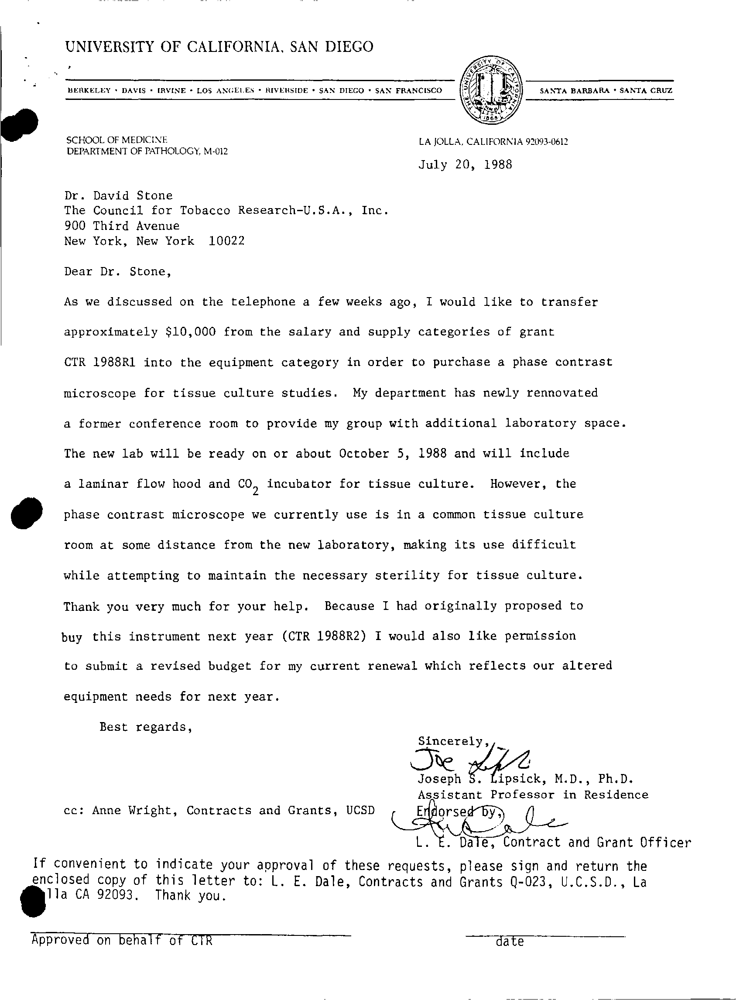 UNIVERSITY OF CALIFORNIA, SAN DIEGO
BERKELEY • DAVIS • IRVINE • LOS ANGELES • RIVERSIDE • SAN DIEGO • SAN FRANCISCO
SANTA BARBARA • SANTA CRUZ
SCHOOL OF MEDICINE
DEPARTMENT OF PATHOLOGY, M-012
LA JOLLA, CALIFORNIA 92093-0612
July 20, 1988
Dr. David Stone
The Council for Tobacco Research-U.S.A., Inc.
900 Third Avenue
New York, New York 10022
Dear Dr. Stone,
As we discussed on the telephone a few weeks ago, I would like to transfer
approximately $10,000 from the salary and supply categories of grant
CTR 1988R1 into the equipment category in order to purchase a phase contrast
microscope for tissue culture studies. My department has newly rennovated
a former conference room to provide my group with additional laboratory space.
The new lab will be ready on or about October 5, 1988 and will include
a laminar flow hood and CO₂ incubator for tissue culture. However, the
phase contrast microscope we currently use is in a common tissue culture
room at some distance from the new laboratory, making its use difficult
while attempting to maintain the necessary sterility for tissue culture.
Thank you very much for your help. Because I had originally proposed to
buy this instrument next year (CTR 1988R2) I would also like permission
to submit a revised budget for my current renewal which reflects our altered
equipment needs for next year.
Best regards,
Sincerely,
Joseph S. Lipsick, M.D., Ph.D.
Assistant Professor in Residence
cc: Anne Wright, Contracts and Grants, UCSD
Endorsed by,
L. E. Dale, Contract and Grant Officer
If convenient to indicate your approval of these requests, please sign and return the
enclosed copy of this letter to: L. E. Dale, Contracts and Grants Q-023, U.C.S.D., La
lla CA 92093. Thank you.
Approved on behalf of CTR
date